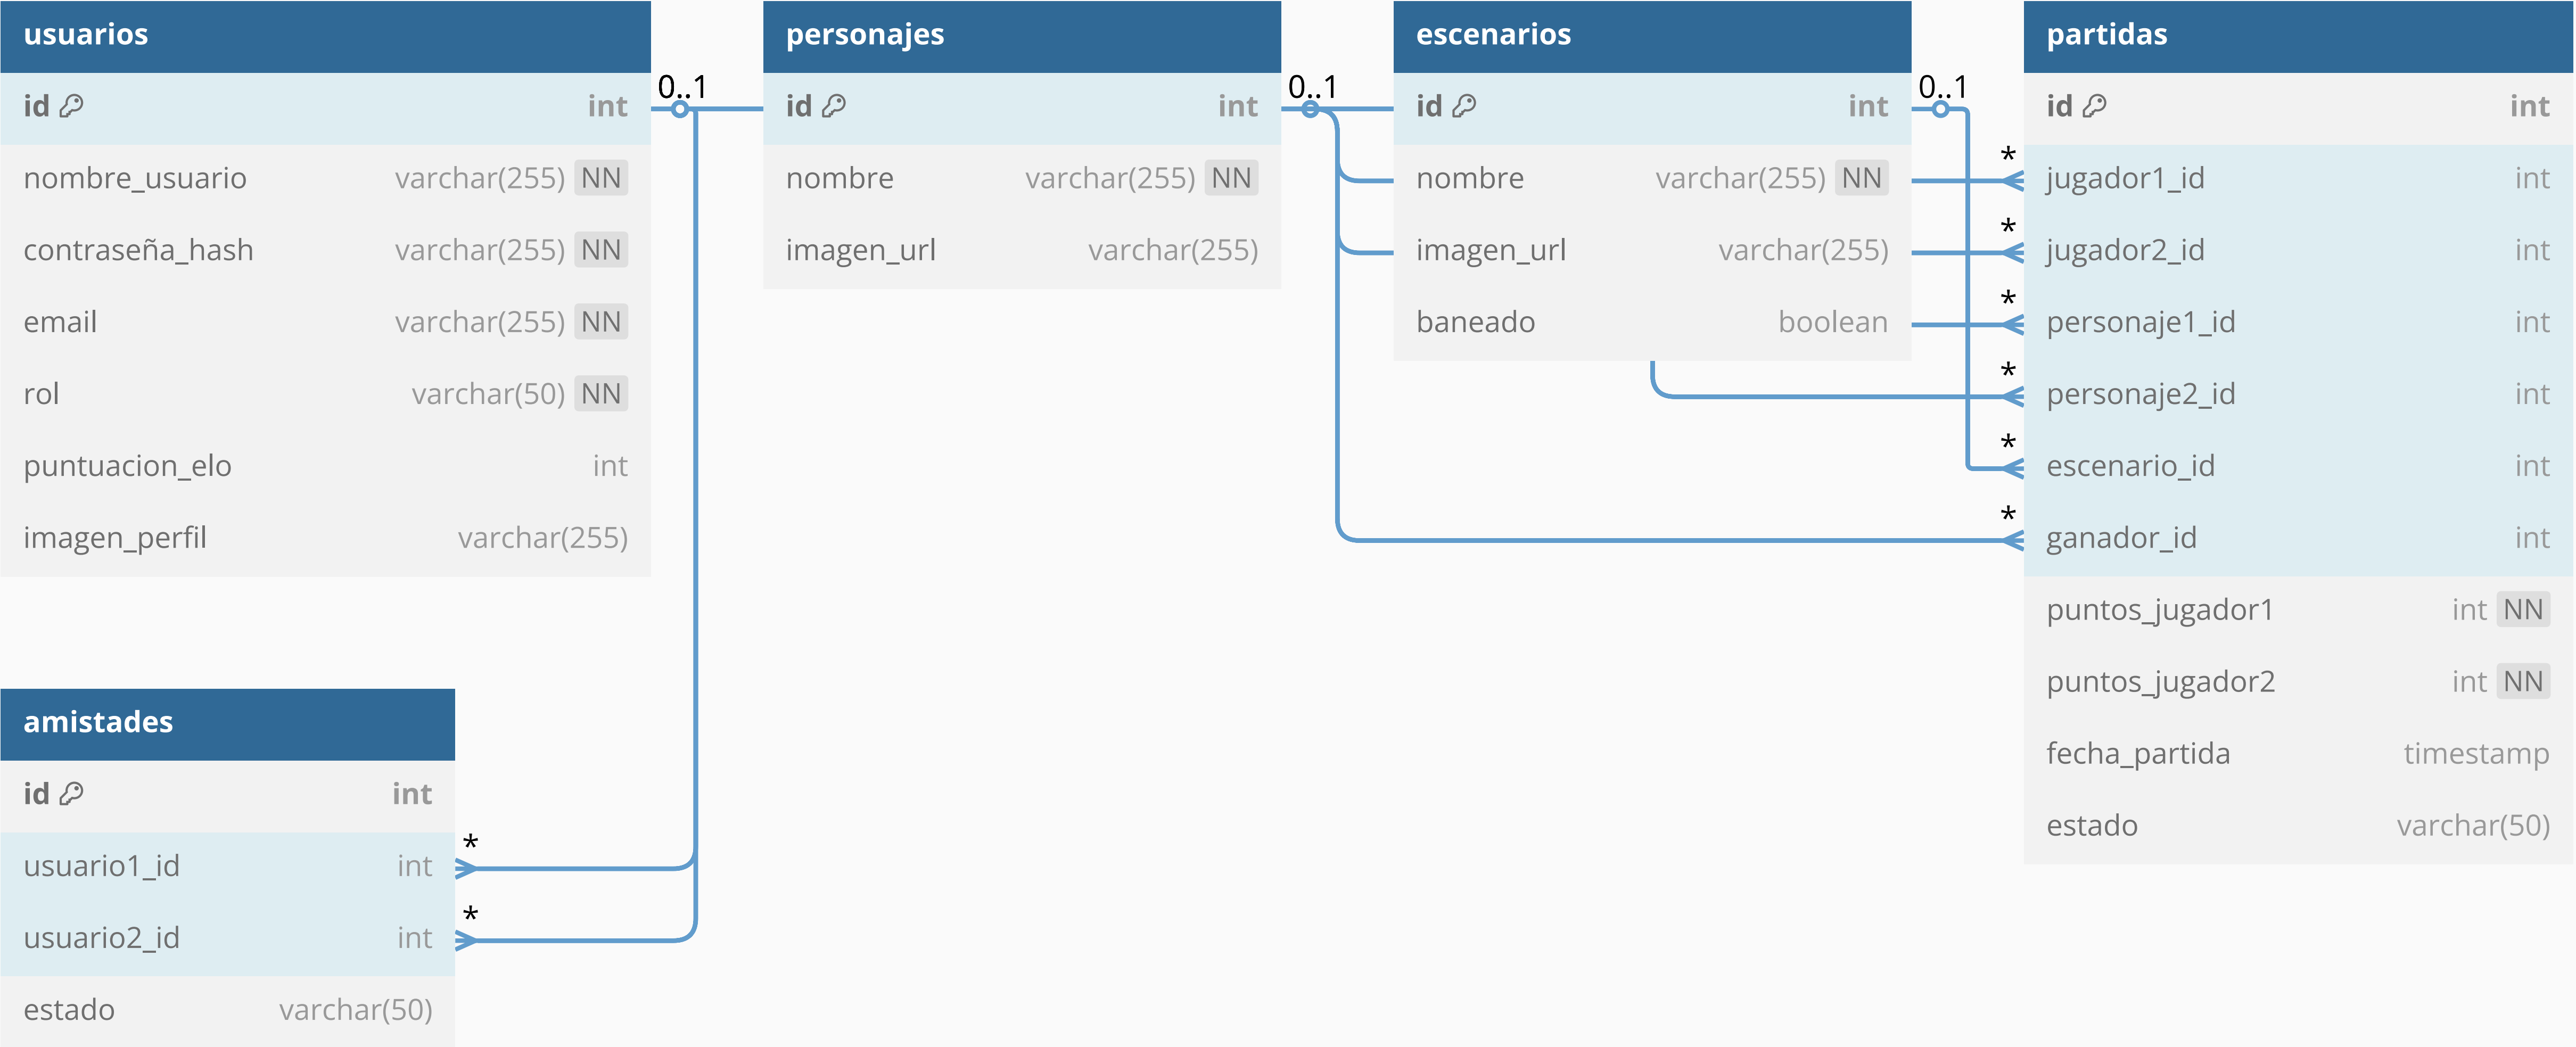 usuarios
id int
nombre_usuario varchar(255) NN
contraseña_hash varchar(255) NN
email varchar(255) NN
rol varchar(50) NN
puntuacion_elo int
imagen_perfil varchar(255)
0..1
personajes
id int
nombre varchar(255) NN
imagen_url varchar(255)
0..1
escenarios
id int
nombre varchar(255) NN
imagen_url varchar(255)
baneado boolean
0..1
partidas
id int
* jugador1_id int
* jugador2_id int
* personaje1_id int
* personaje2_id int
* escenario_id int
* ganador_id int
puntos_jugador1 int NN
puntos_jugador2 int NN
fecha_partida timestamp
estado varchar(50)
amistades
id int
usuario1_id int *
usuario2_id int *
estado varchar(50)